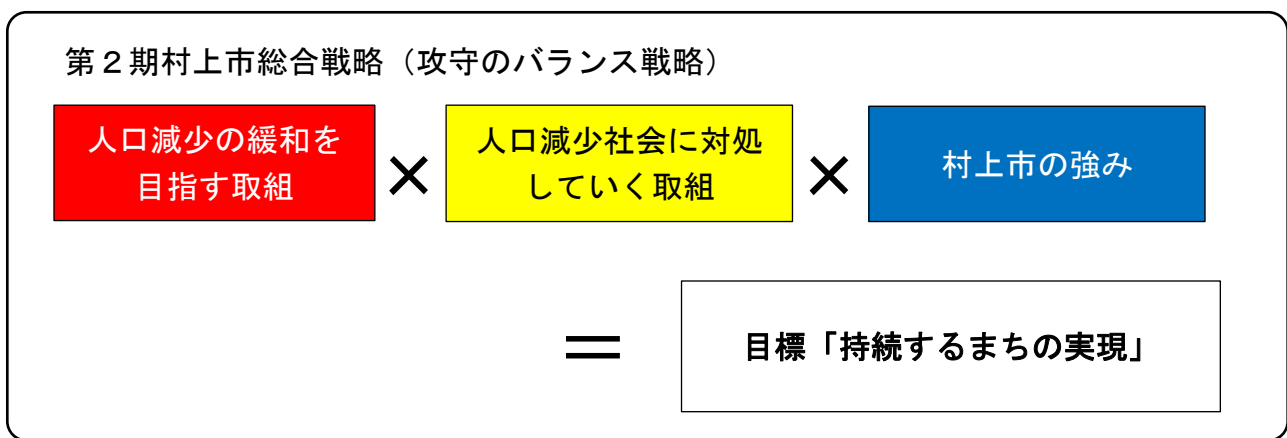 第２期村上市総合戦略（攻守のバランス戦略）
人口減少の緩和を
目指す取組
×
人口減少社会に対処
していく取組
×
村上市の強み
＝
目標「持続するまちの実現」